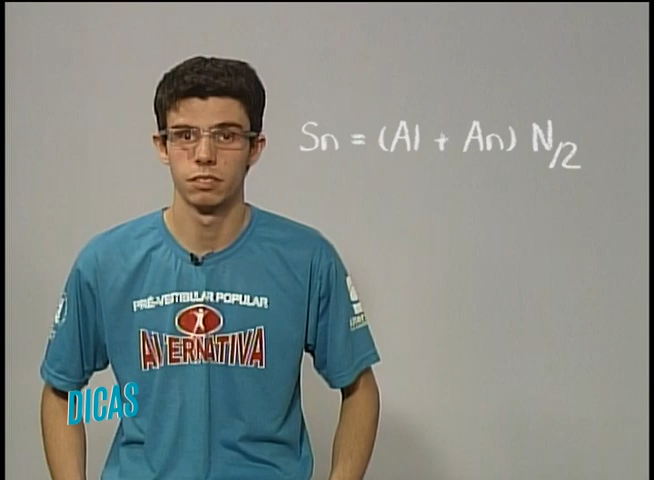 Sn = (A1 + An) N/2
PRÉ-VESTIBULAR POPULAR
ALTERNATIVA
DICAS